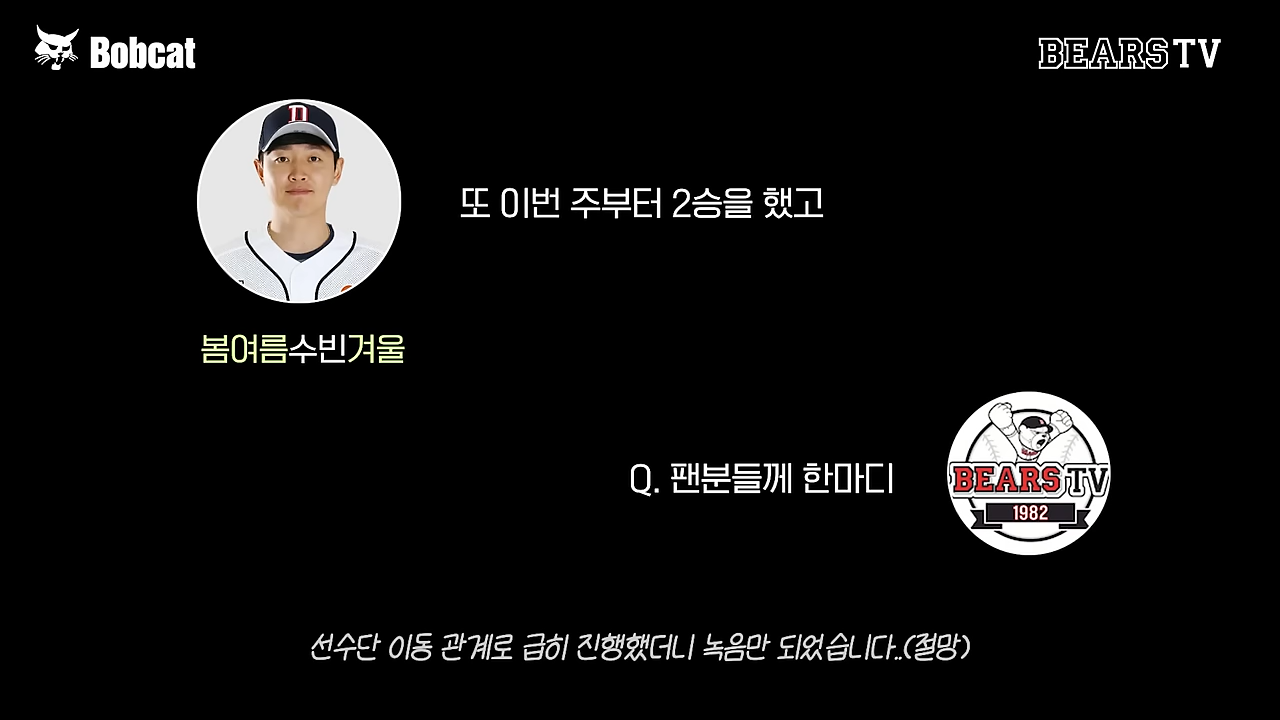 Bobcat
BEARS TV
D
또 이번 주부터 2승을 했고
봄여름수빈겨울
Q. 팬분들께 한마디
BEARS TV
1982
선수단 이동 관계로 급히 진행했더니 녹음만 되었습니다..(절망)